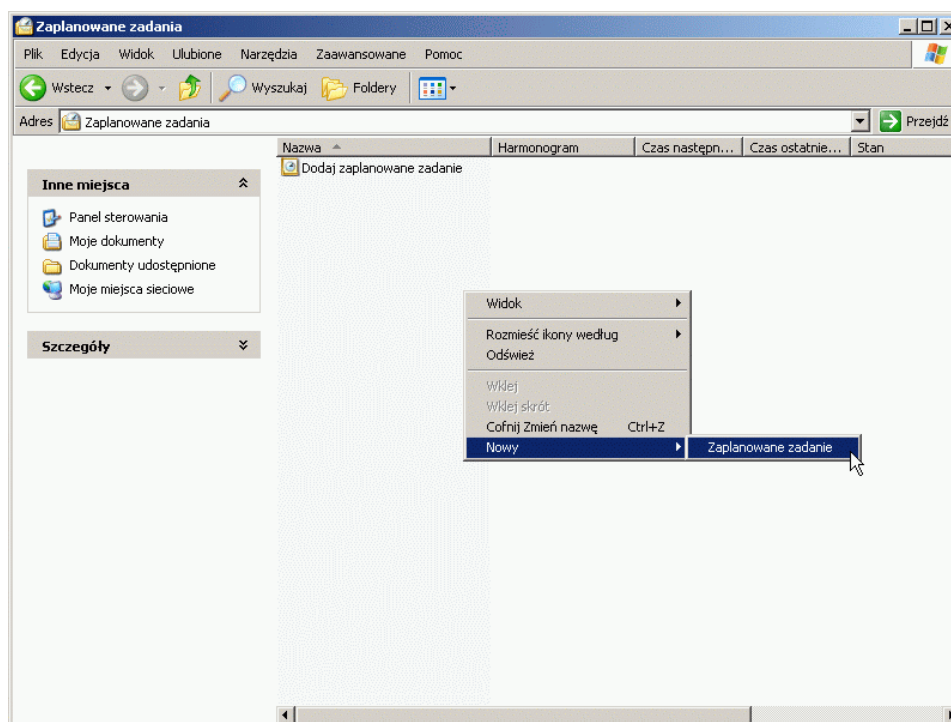 Zaplanowane zadania
Plik Edycja Widok Ulubione Narzędzia Zaawansowane Pomoc
Wstecz Wyszukaj Foldery
Adres Zaplanowane zadania Przejdź
Nazwa Harmonogram Czas następn... Czas ostatnie... Stan
Dodaj zaplanowane zadanie
Inne miejsca
Panel sterowania
Moje dokumenty
Dokumenty udostępnione
Moje miejsca sieciowe
Szczegóły
Widok
Rozmieść ikony według
Odśwież
Wklej
Wklej skrót
Cofnij Zmień nazwę Ctrl+Z
Nowy Zaplanowane zadanie